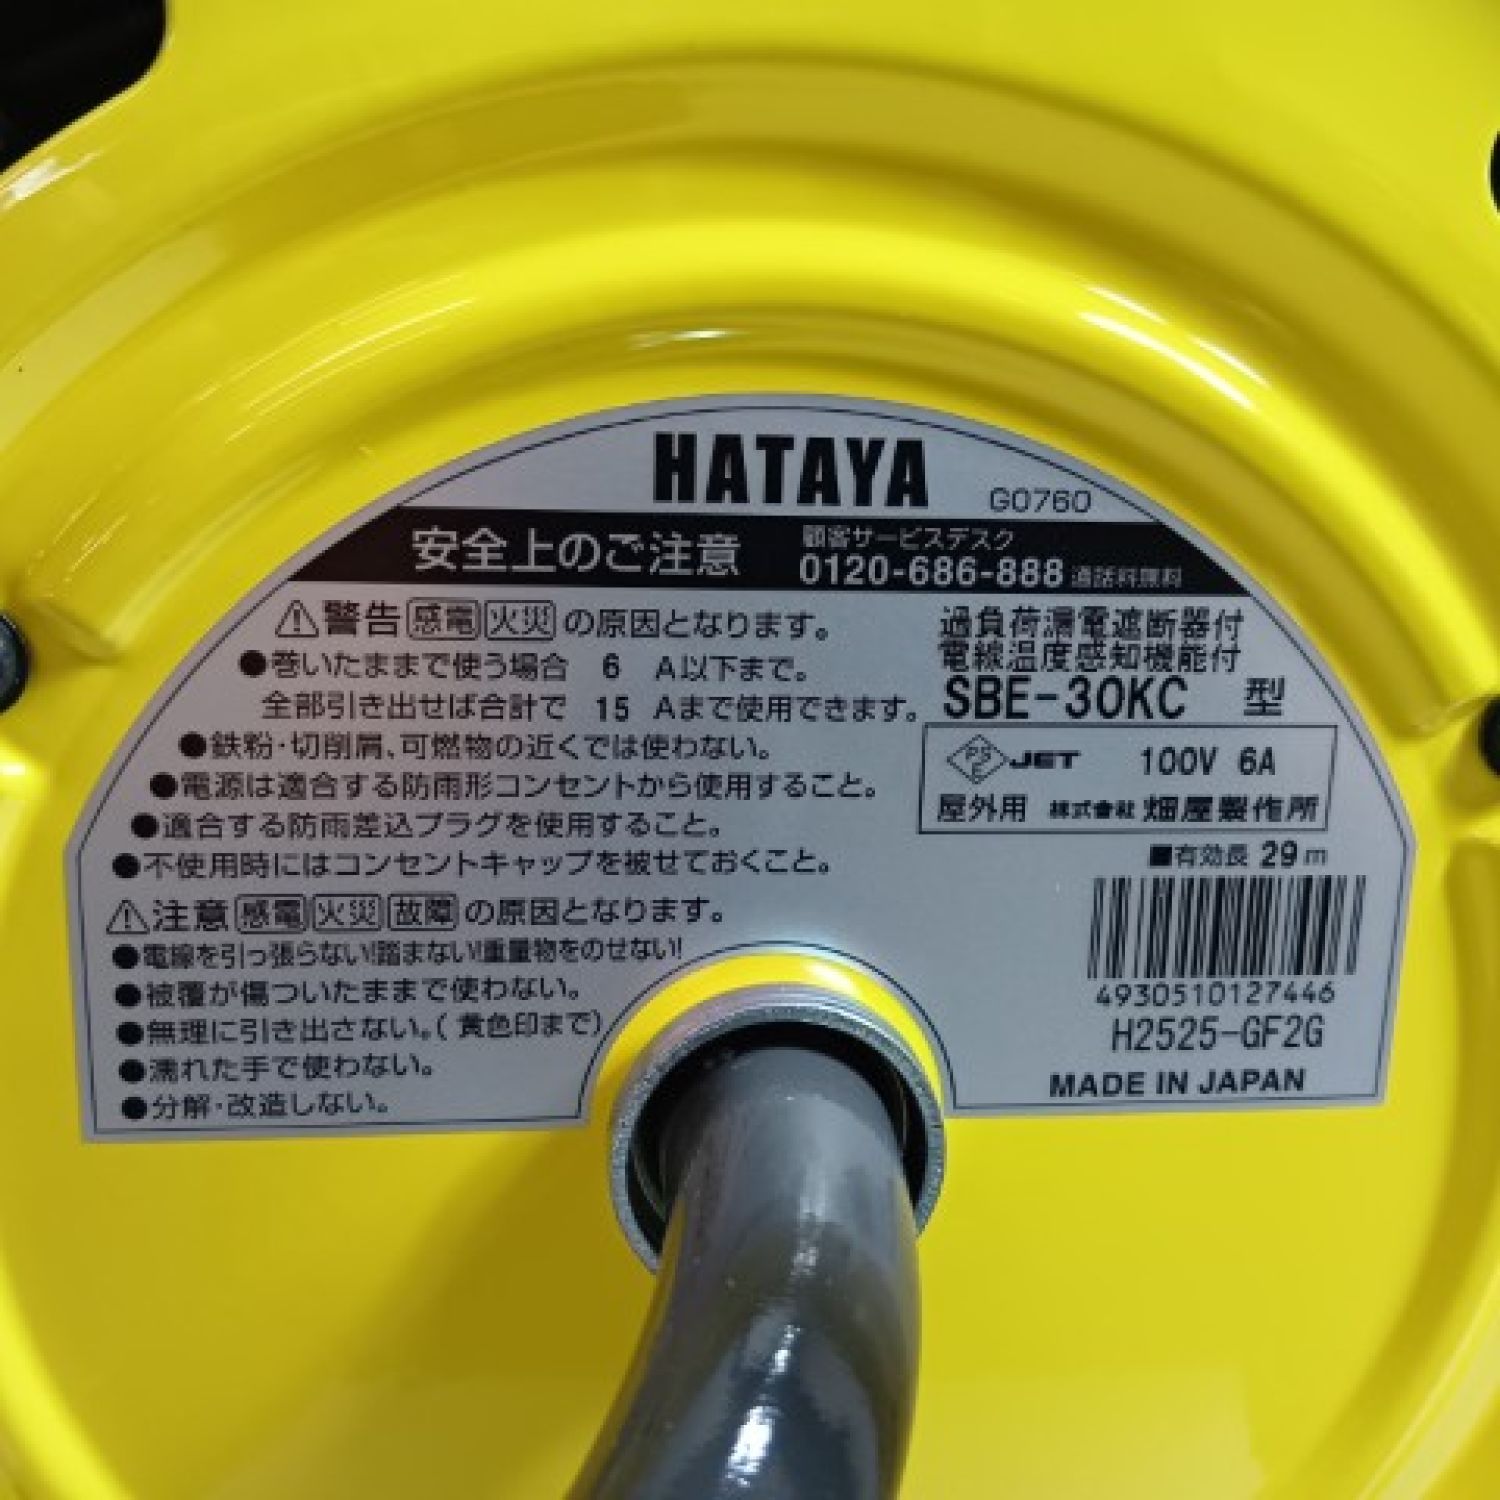 HATAYA
G0760
安全上のご注意
顧客サービスデスク
0120-686-888 通話料無料
⚠警告 感電 火災 の原因となります。
●巻いたままで使う場合 6 A以下まで。
全部引き出せば合計で 15 Aまで使用できます。
●鉄粉・切削屑、可燃物の近くでは使わない。
●電源は適合する防雨形コンセントから使用すること。
●適合する防雨差込プラグを使用すること。
●不使用時にはコンセントキャップを被せておくこと。
⚠注意 感電 火災 故障 の原因となります。
●電線を引っ張らない!踏まない!重量物をのせない!
●被覆が傷ついたままで使わない。
●無理に引き出さない。(黄色印まで)
●濡れた手で使わない。
●分解・改造しない。
過負荷漏電遮断器付
電線温度感知機能付
SBE-30KC 型
PSE JET 100V 6A
屋外用 株式会社 畑屋製作所
■有効長 29m
4930510127446
H2525-GF2G
MADE IN JAPAN